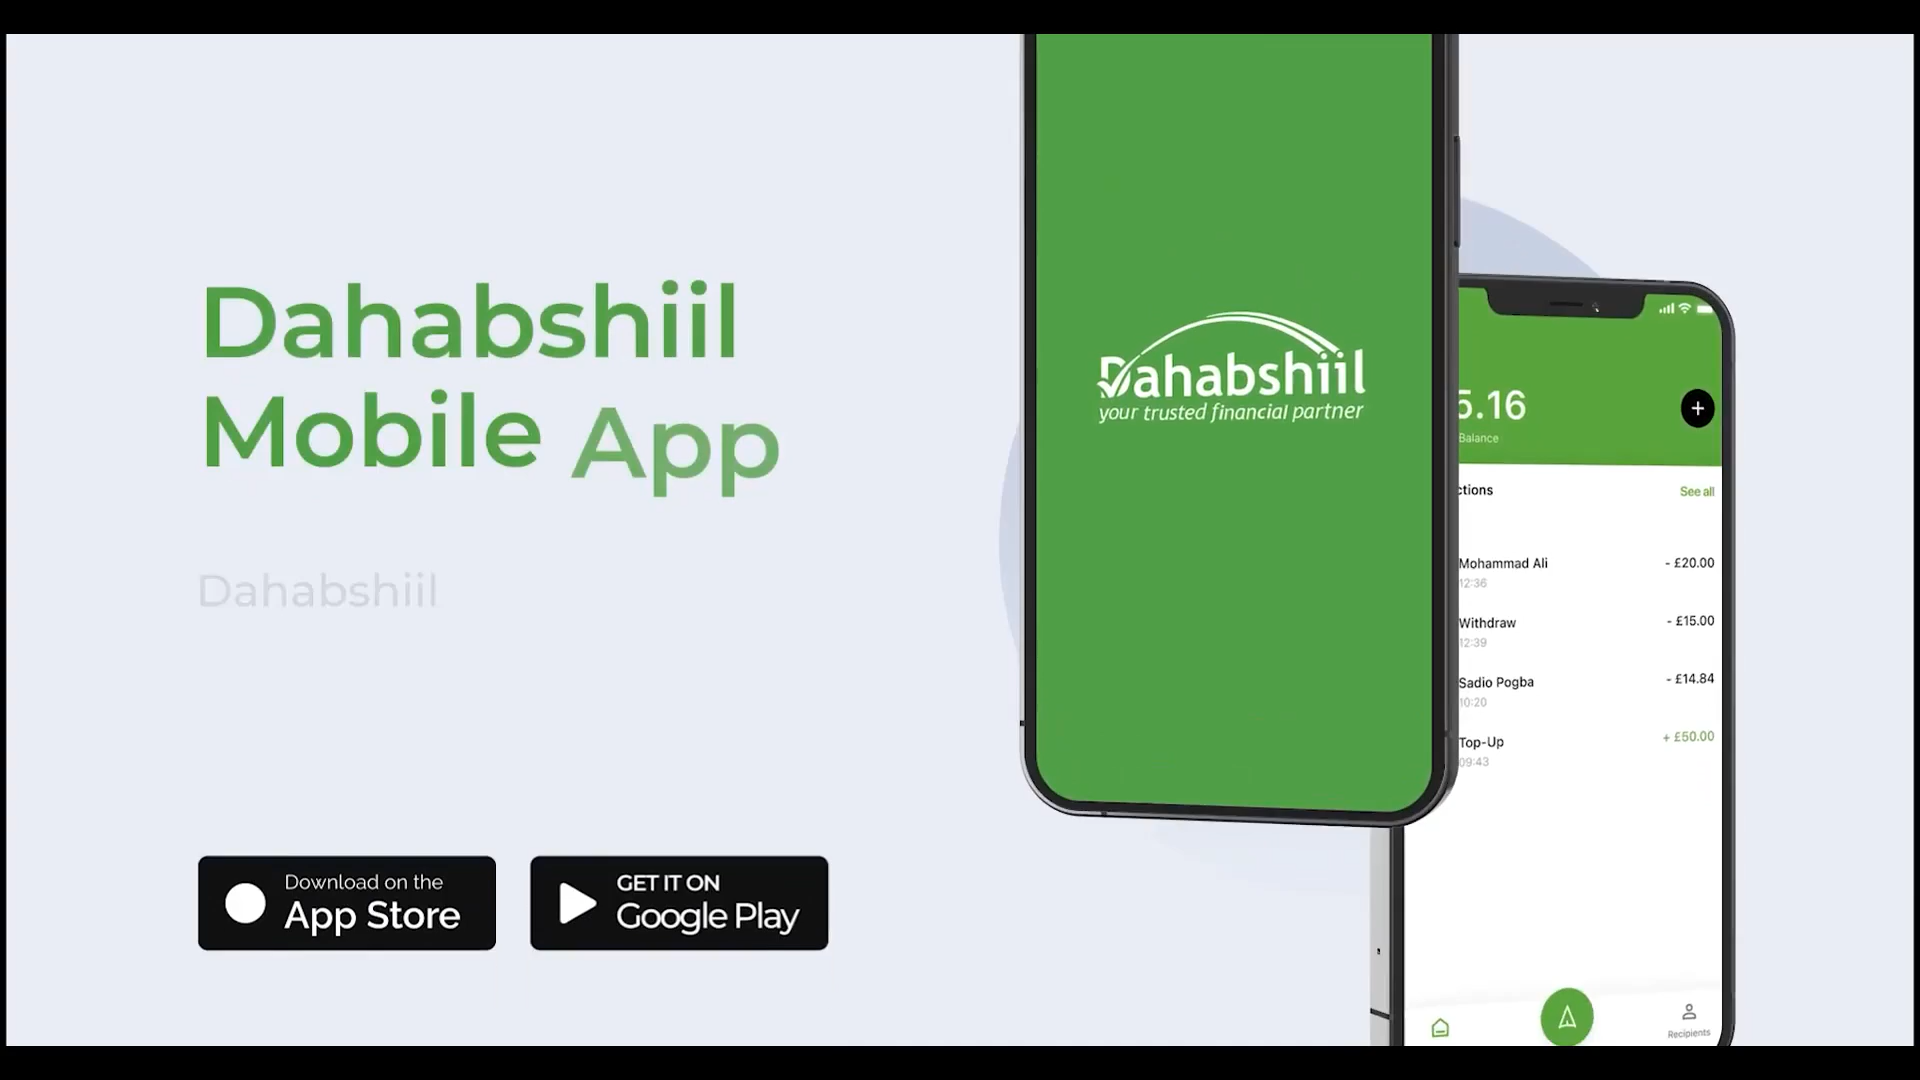 Dahabshiil
Mobile App
Dahabshiil
Download on the
App Store
GET IT ON
Google Play
Dahabshiil
your trusted financial partner
5.16
Balance
ctions
See all
Mohammad Ali
- £20.00
12:36
Withdraw
- £15.00
12:39
Sadio Pogba
- £14.84
10:20
Top-Up
+ £50.00
09:43
Recipients